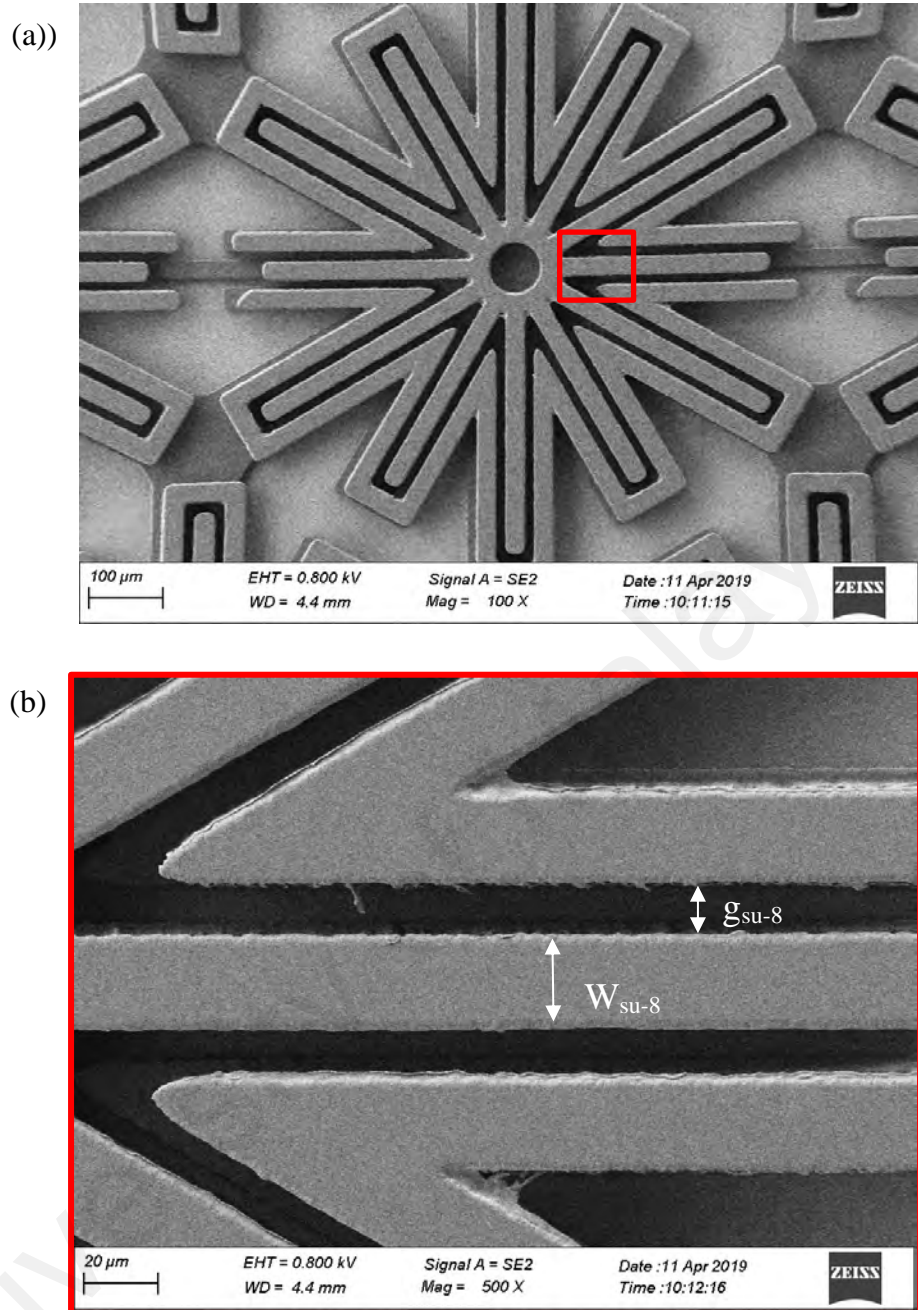 (a))
100 µm
EHT = 0.800 kV
Signal A = SE2
Date :11 Apr 2019
ZEISS
WD = 4.4 mm
Mag = 100 X
Time :10:11:15
(b)
gsu-8
Wsu-8
20 µm
EHT = 0.800 kV
Signal A = SE2
Date :11 Apr 2019
ZEISS
WD = 4.4 mm
Mag = 500 X
Time :10:12:16